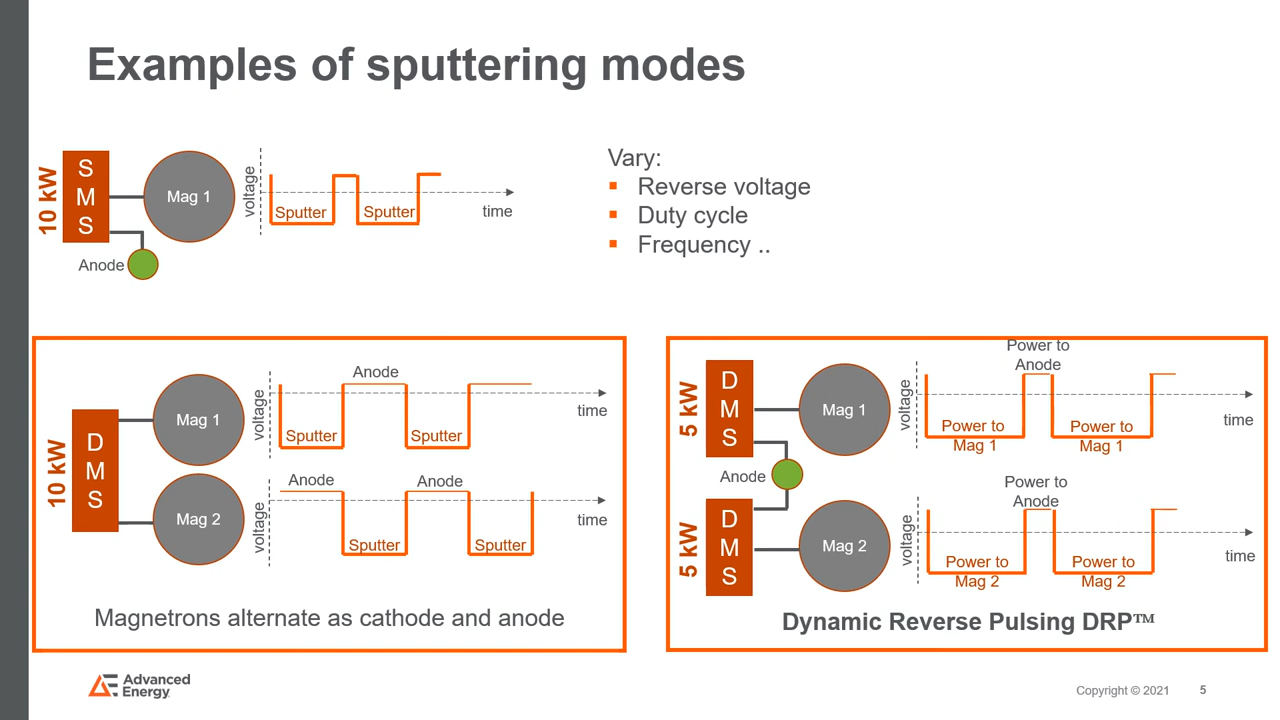 Examples of sputtering modes
10 kW
S
M
S
Mag 1
Anode
voltage
Sputter
Sputter
time
Vary:
▪ Reverse voltage
▪ Duty cycle
▪ Frequency ..
10 kW
D
M
S
Mag 1
Mag 2
voltage
Anode
Sputter
Sputter
time
voltage
Anode
Anode
Sputter
Sputter
time
Magnetrons alternate as cathode and anode
5 kW
D
M
S
Mag 1
Anode
5 kW
D
M
S
Mag 2
voltage
Power to
Anode
Power to
Mag 1
Power to
Mag 1
time
voltage
Power to
Anode
Power to
Mag 2
Power to
Mag 2
time
Dynamic Reverse Pulsing DRP™
Advanced
Energy
Copyright © 2021
5